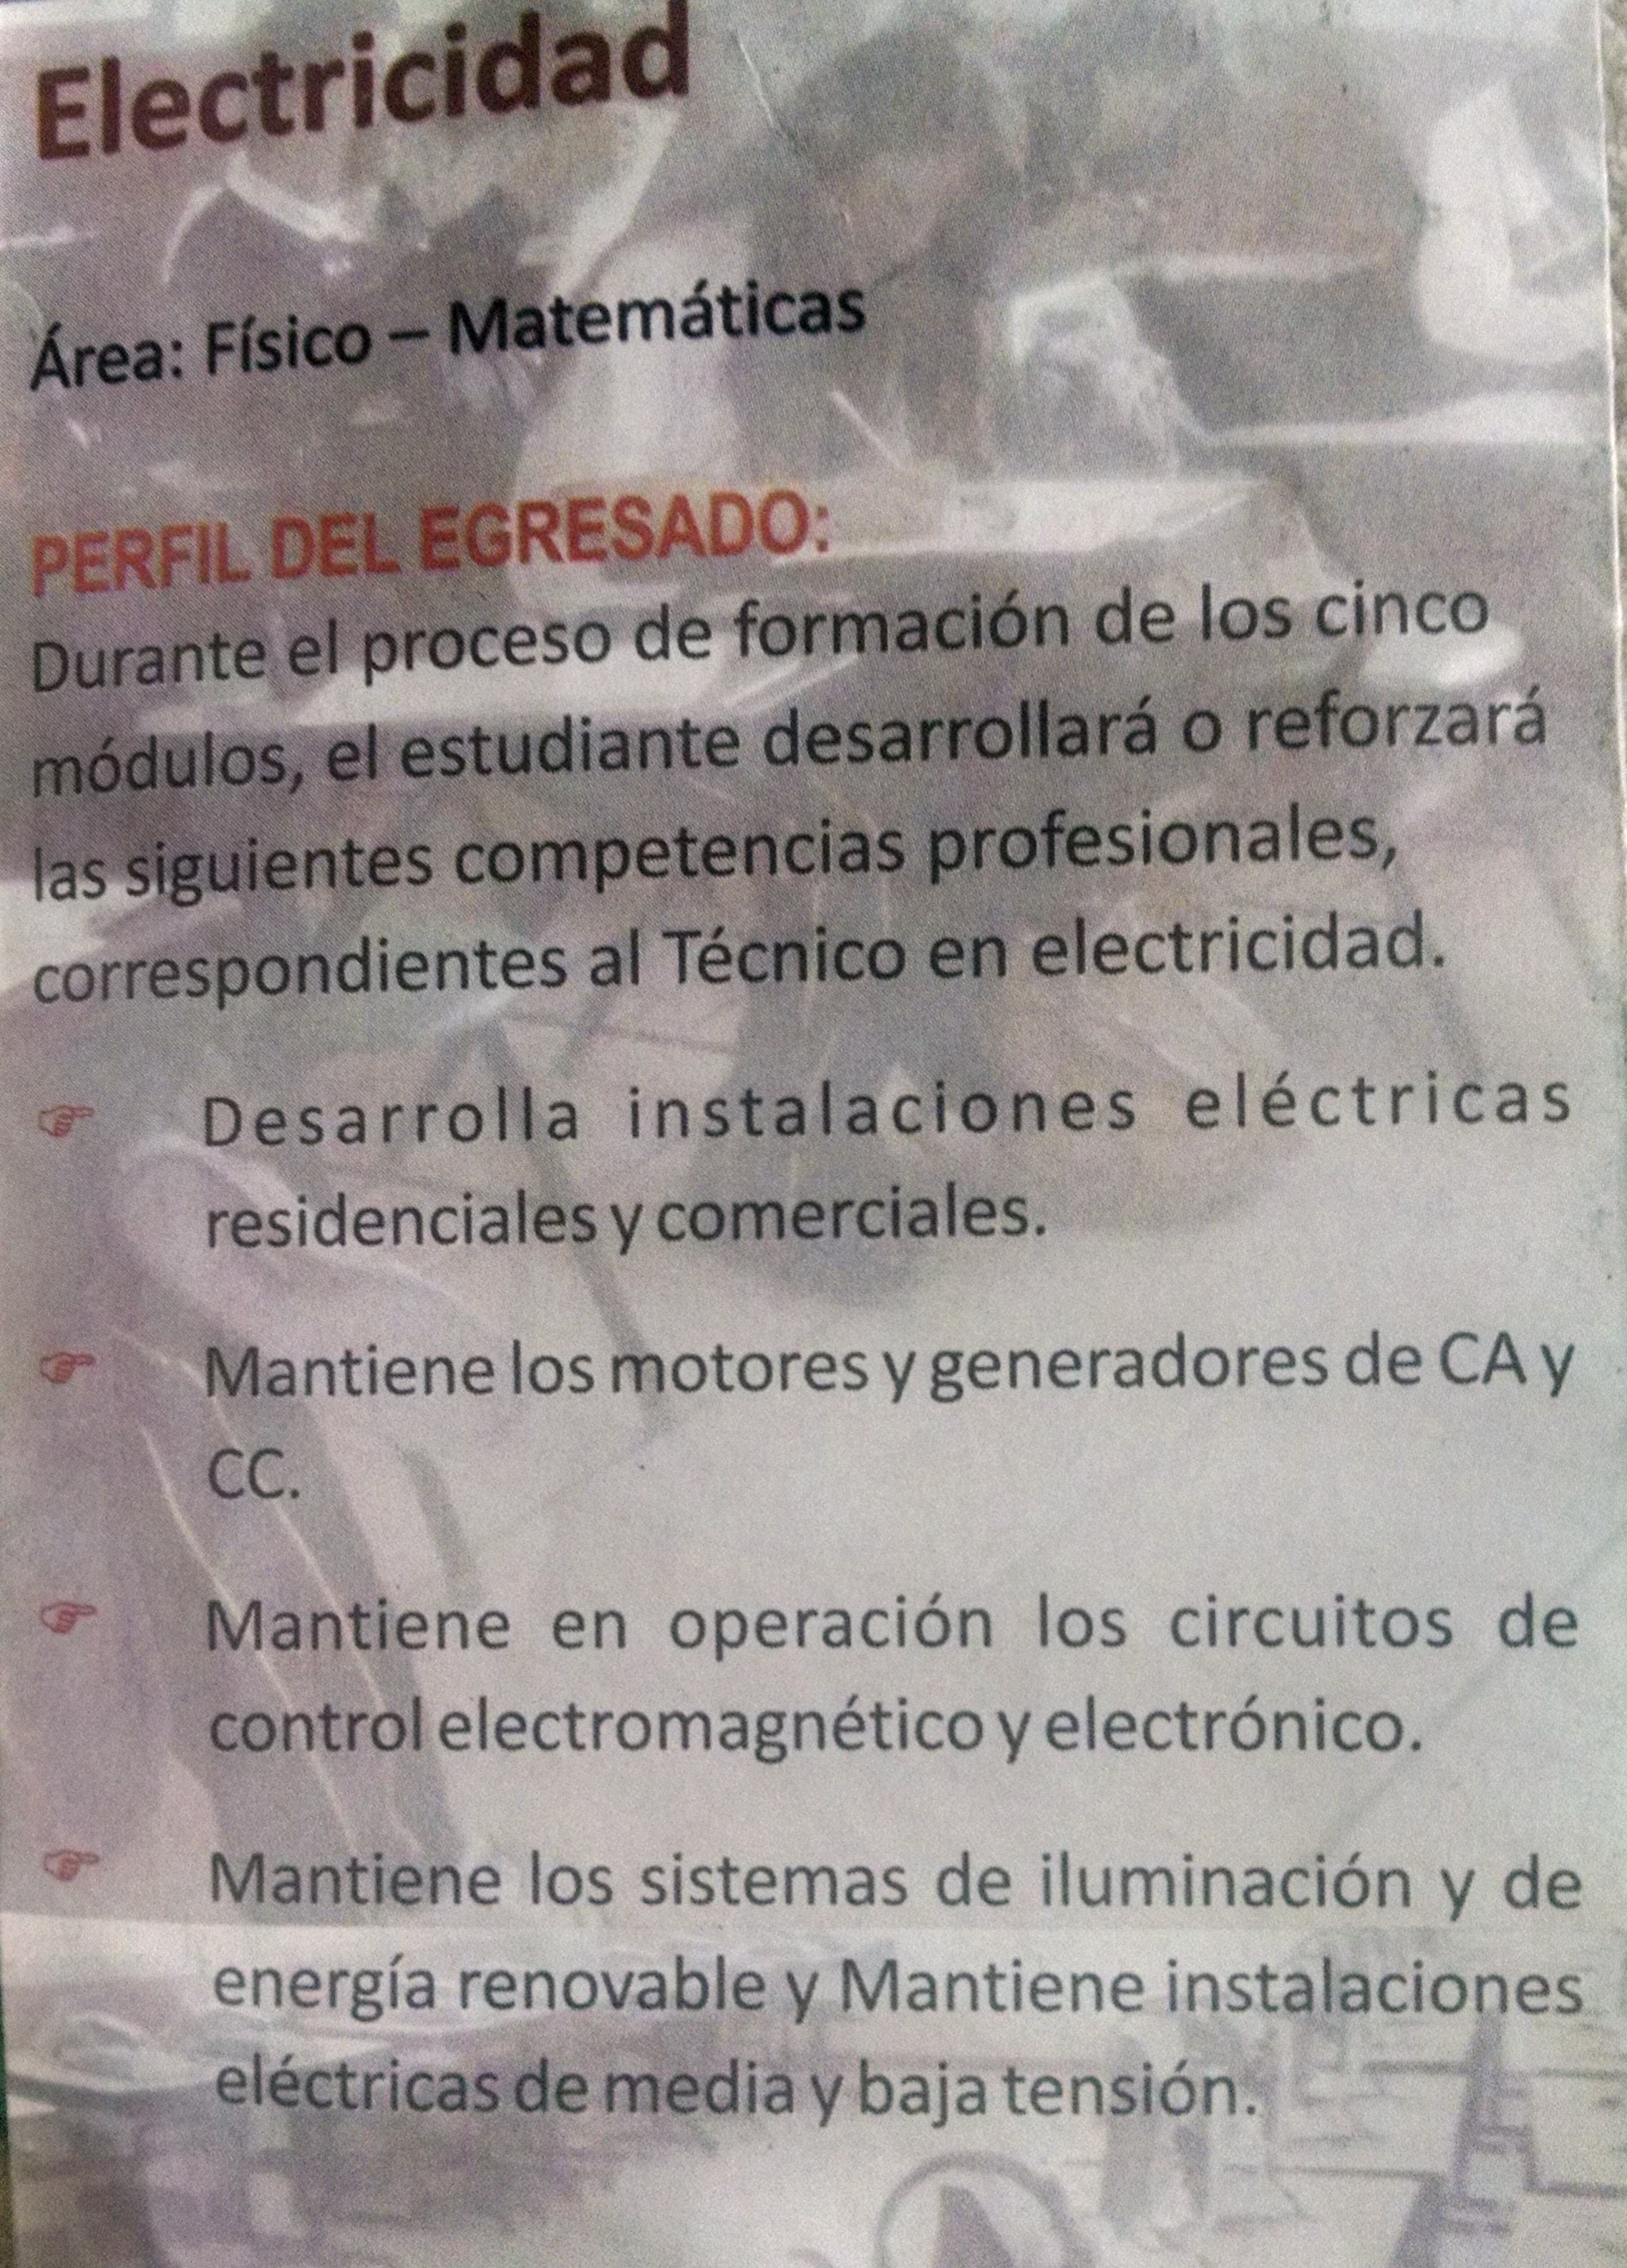 Electricidad
Área: Físico – Matemáticas
PERFIL DEL EGRESADO:
Durante el proceso de formación de los cinco
módulos, el estudiante desarrollará o reforzará
las siguientes competencias profesionales,
correspondientes al Técnico en electricidad.
Desarrolla instalaciones eléctricas
residenciales y comerciales.
Mantiene los motores y generadores de CA y
CC.
Mantiene en operación los circuitos de
control electromagnético y electrónico.
Mantiene los sistemas de iluminación y de
energía renovable y Mantiene instalaciones
eléctricas de media y baja tensión.